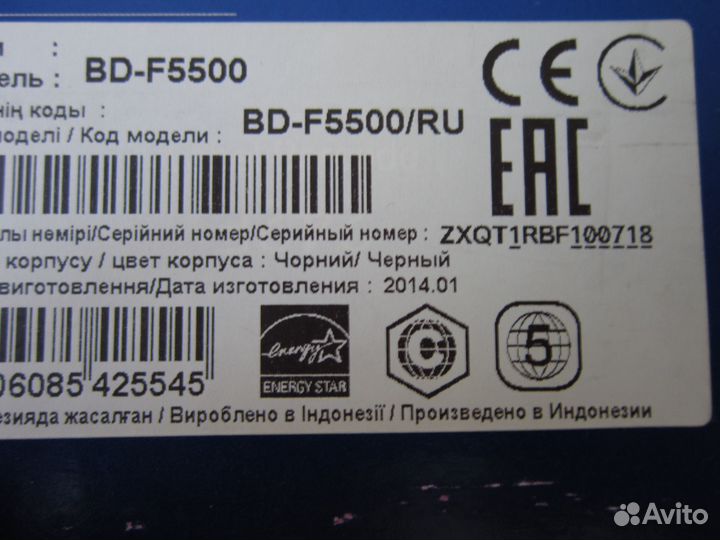 : 
ель : BD-F5500
нің коды :
моделі / Код модели : BD-F5500/RU
CE
EAC
лы нөмірі/Серійний номер/Серийный номер : ZXQT1RBF100718
корпусу / цвет корпуса : Чорний/ Черный
виготовлення/Дата изготовления : 2014.01
energy
ENERGY STAR
C
5
06085 425545
езияда жасалған / Вироблено в Індонезії / Произведено в Индонезии
Avito